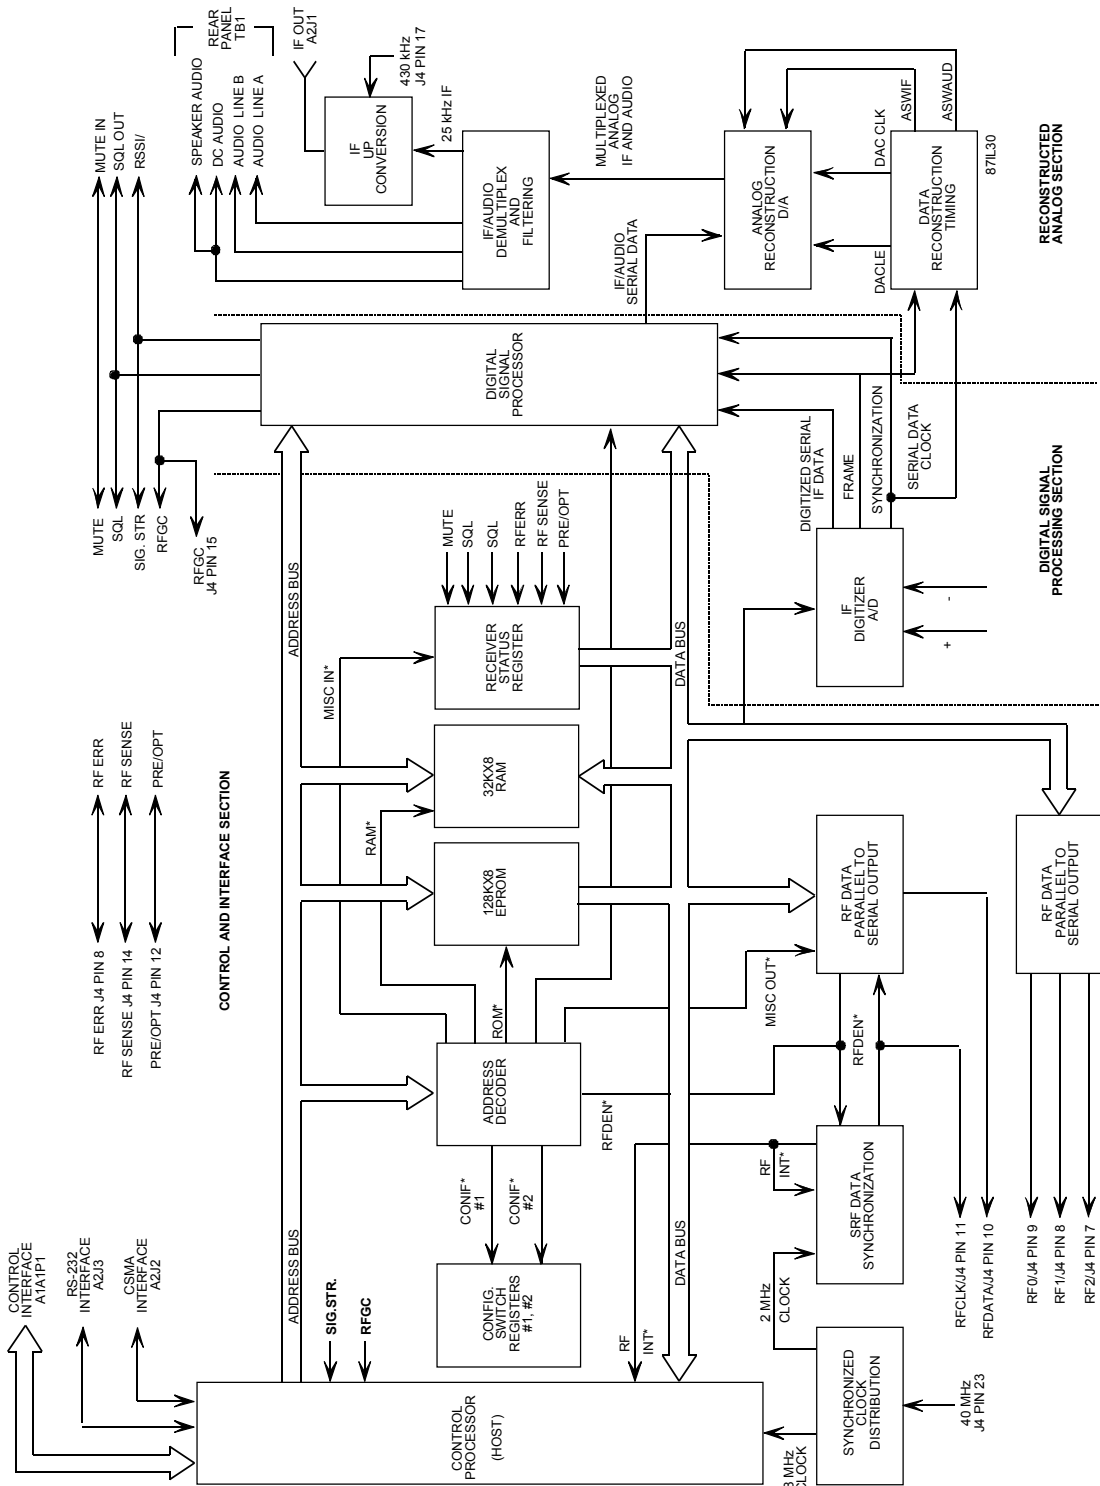 CONTROL
INTERFACE
A1A1P1
RS-232
INTERFACE
A2J3
CSMA
INTERFACE
A2J2
RF ERR J4 PIN 8
RF ERR
RF SENSE J4 PIN 14
RF SENSE
PRE/OPT J4 PIN 12
PRE/OPT
CONTROL AND INTERFACE SECTION
MUTE
MUTE IN
SQL
SQL OUT
SIG. STR
RSSI/
RFGC
RFGC
J4 PIN 15
REAR
PANEL
TB1
SPEAKER AUDIO
DC AUDIO
AUDIO LINE B
AUDIO LINE A
IF OUT
A2J1
IF
UP
CONVERSION
430 kHz
J4 PIN 17
25 kHz IF
IF/AUDIO
DEMULTIPLEX
AND
FILTERING
MULTIPLEXED
ANALOG
IF AND AUDIO
IF/AUDIO
SERIAL DATA
ANALOG
RECONSTRUCTION
D/A
DACLE
DAC CLK
ASWIF
ASWAUD
DATA
RECONSTRUCTION
TIMING
87IL30
RECONSTRUCTED
ANALOG SECTION
ADDRESS BUS
ADDRESS BUS
SIG.STR.
RFGC
CONTROL
PROCESSOR
(HOST)
CONFIG.
SWITCH
REGISTERS
#1, #2
CONIF*
#1
CONIF*
#2
ADDRESS
DECODER
ROM*
RAM*
MISC IN*
128KX8
EPROM
32KX8
RAM
RECEIVER
STATUS
REGISTER
MUTE
SQL
SQL
RFERR
RF SENSE
PRE/OPT
DIGITAL
SIGNAL
PROCESSOR
RF
INT*
RFDEN*
DATA BUS
DATA BUS
RF
INT*
2 MHz
CLOCK
MISC OUT*
RFDEN*
SYNCHRONIZED
CLOCK
DISTRIBUTION
40 MHz
J4 PIN 23
MHz
CLOCK
SRF DATA
SYNCHRONIZATION
RF DATA
PARALLEL TO
SERIAL OUTPUT
RF DATA
PARALLEL TO
SERIAL OUTPUT
RFCLK/J4 PIN 11
RFDATA/J4 PIN 10
RF0/J4 PIN 9
RF1/J4 PIN 8
RF2/J4 PIN 7
IF
DIGITIZER
A/D
+
-
DIGITIZED SERIAL
IF DATA
FRAME
SYNCHRONIZATION
SERIAL DATA
CLOCK
DIGITAL SIGNAL
PROCESSING SECTION